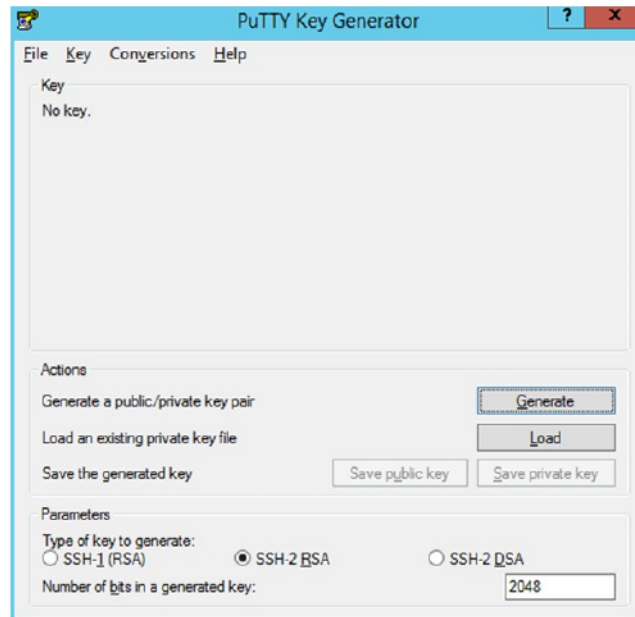 PuTTY Key Generator
? x
File Key Conversions Help
Key
No key.
Actions
Generate a public/private key pair Generate
Load an existing private key file Load
Save the generated key Save public key Save private key
Parameters
Type of key to generate:
SSH-1 (RSA) SSH-2 RSA SSH-2 DSA
Number of bits in a generated key: 2048